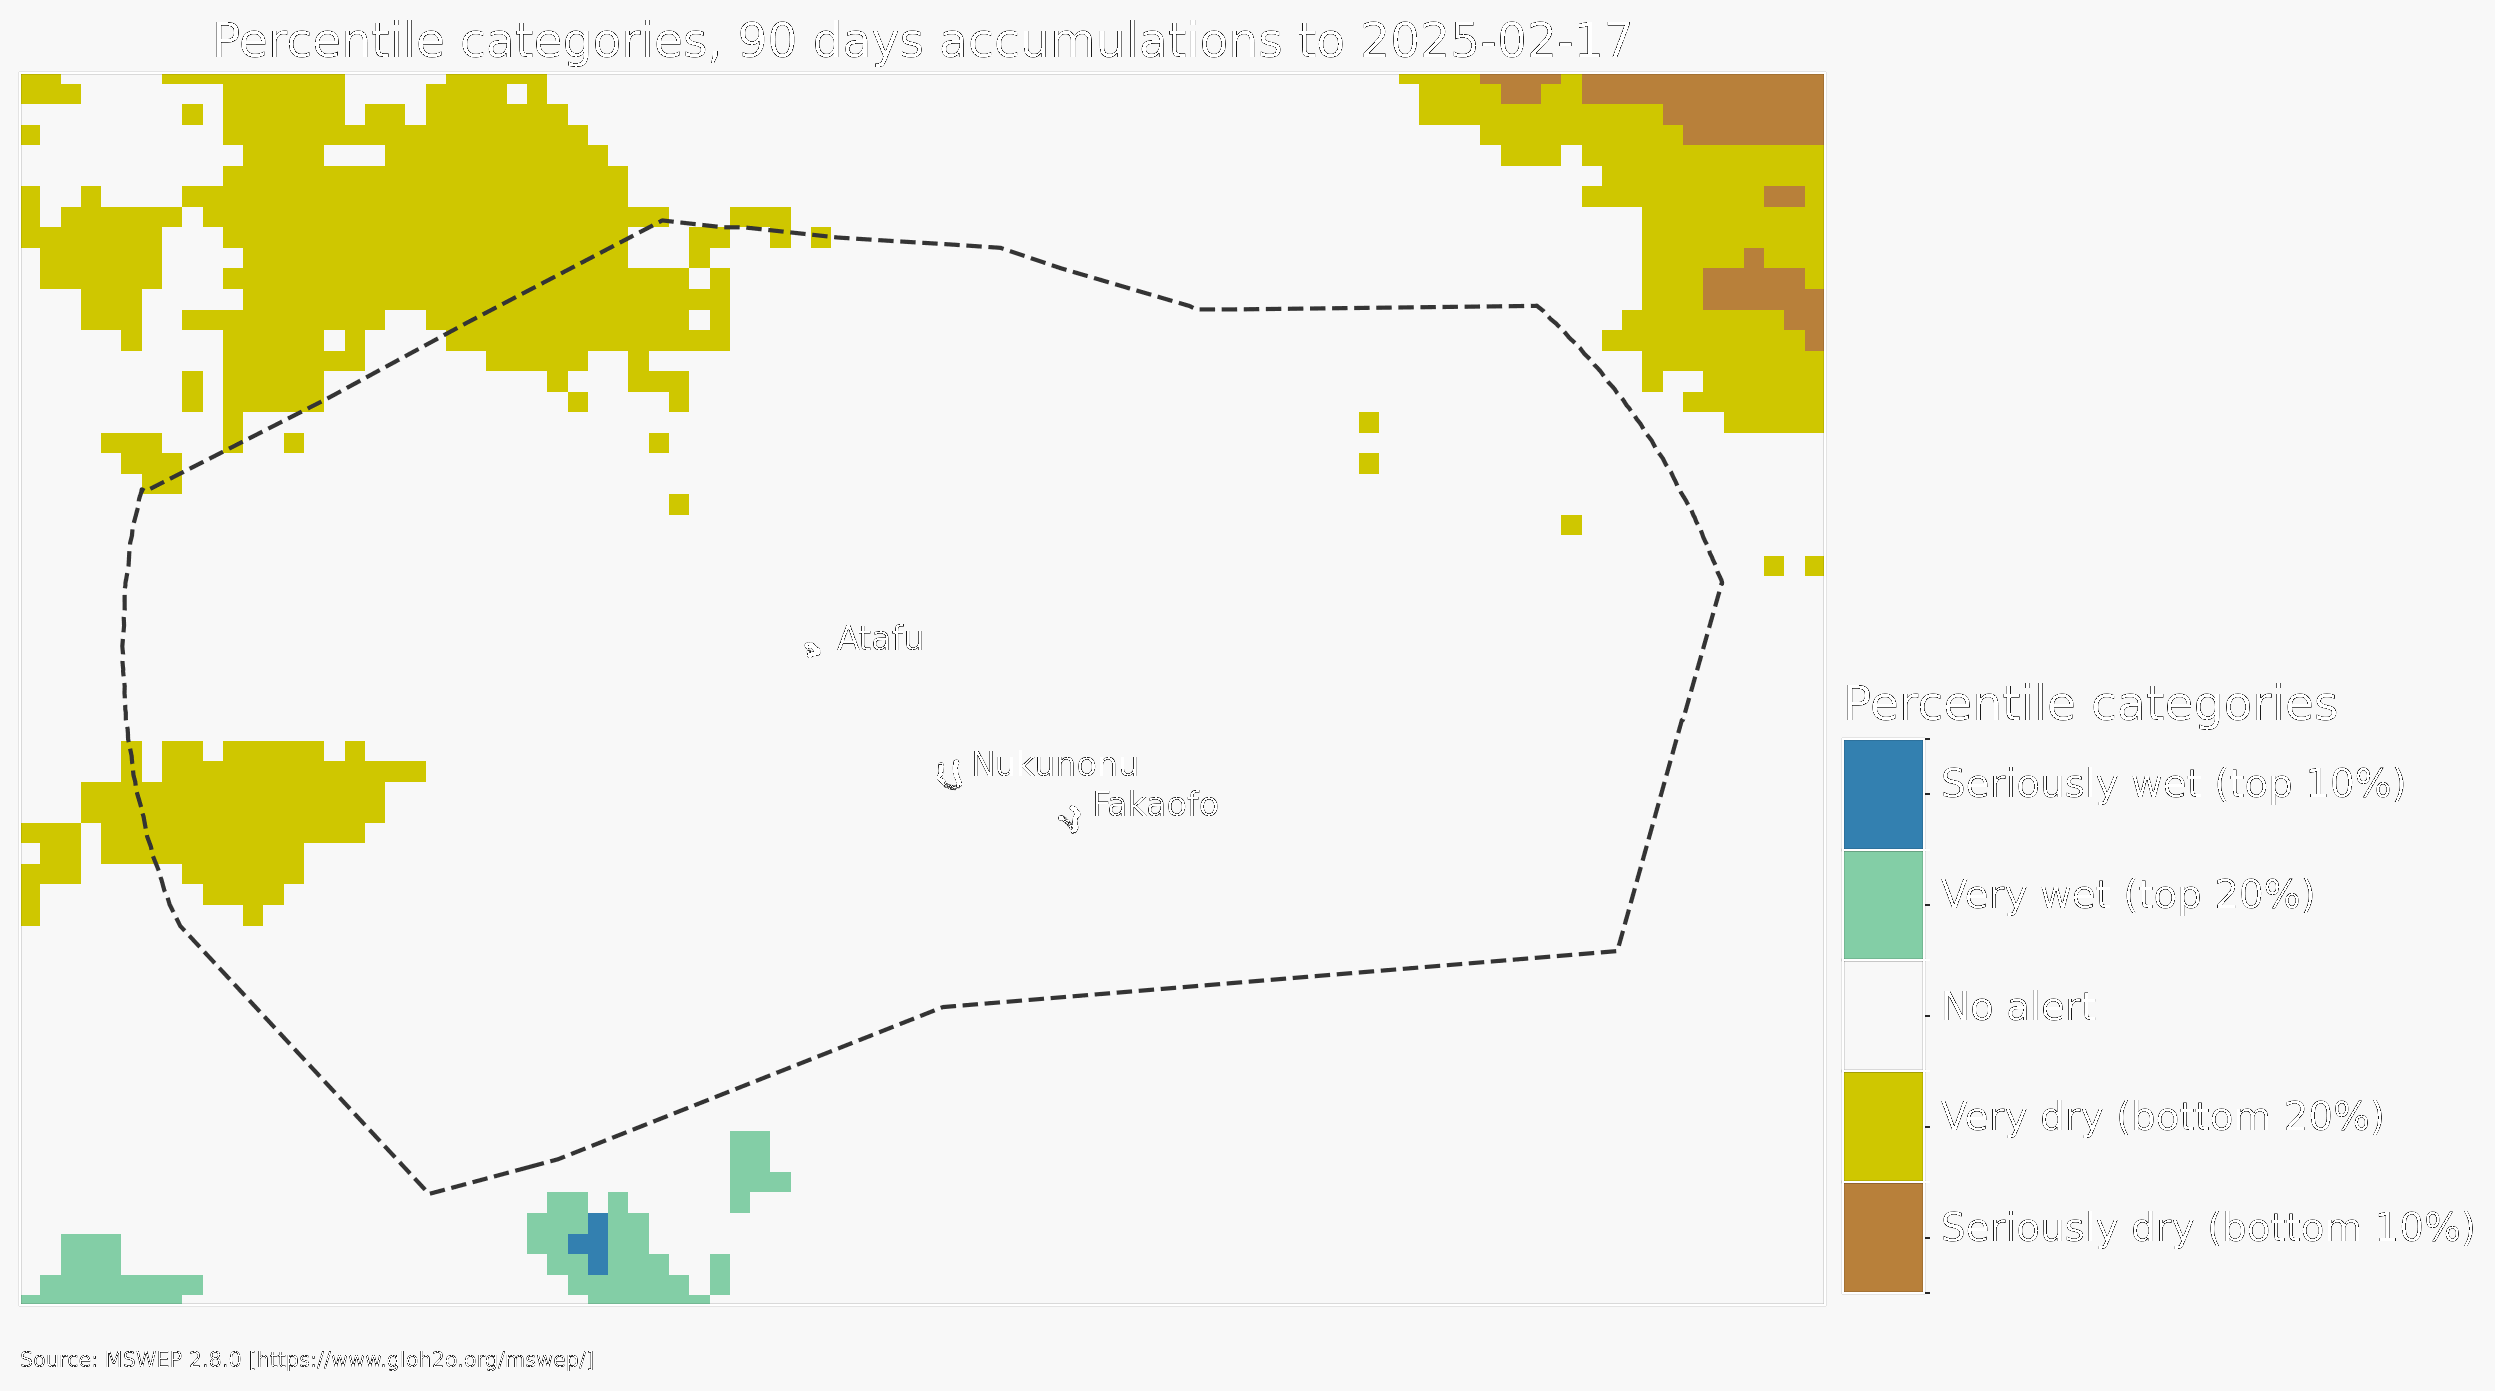 Percentile categories, 90 days accumulations to 2025-02-17
Atafu
Nukunonu
Fakaofo
Percentile categories
Seriously wet (top 10%)
Very wet (top 20%)
No alert
Very dry (bottom 20%)
Seriously dry (bottom 10%)
Source: MSWEP 2.8.0 [https://www.gloh2o.org/mswep/]